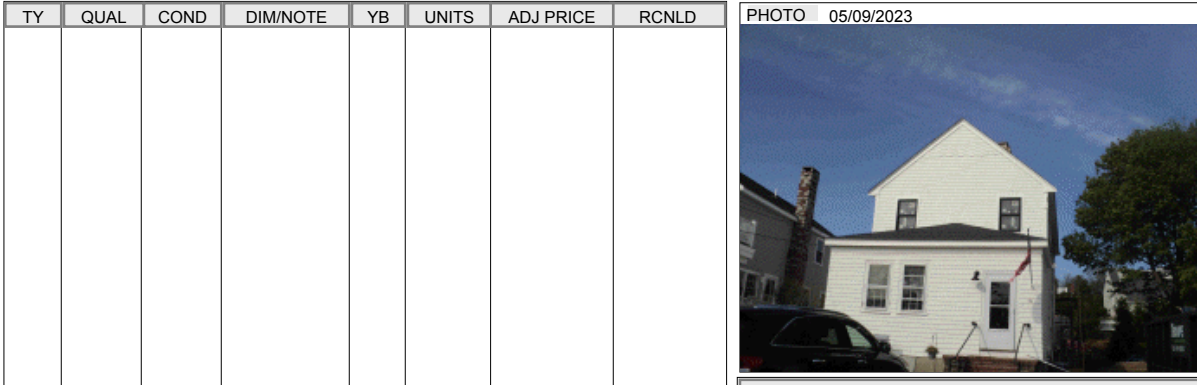 TY QUAL COND DIM/NOTE YB UNITS ADJ PRICE RCNLD
PHOTO 05/09/2023